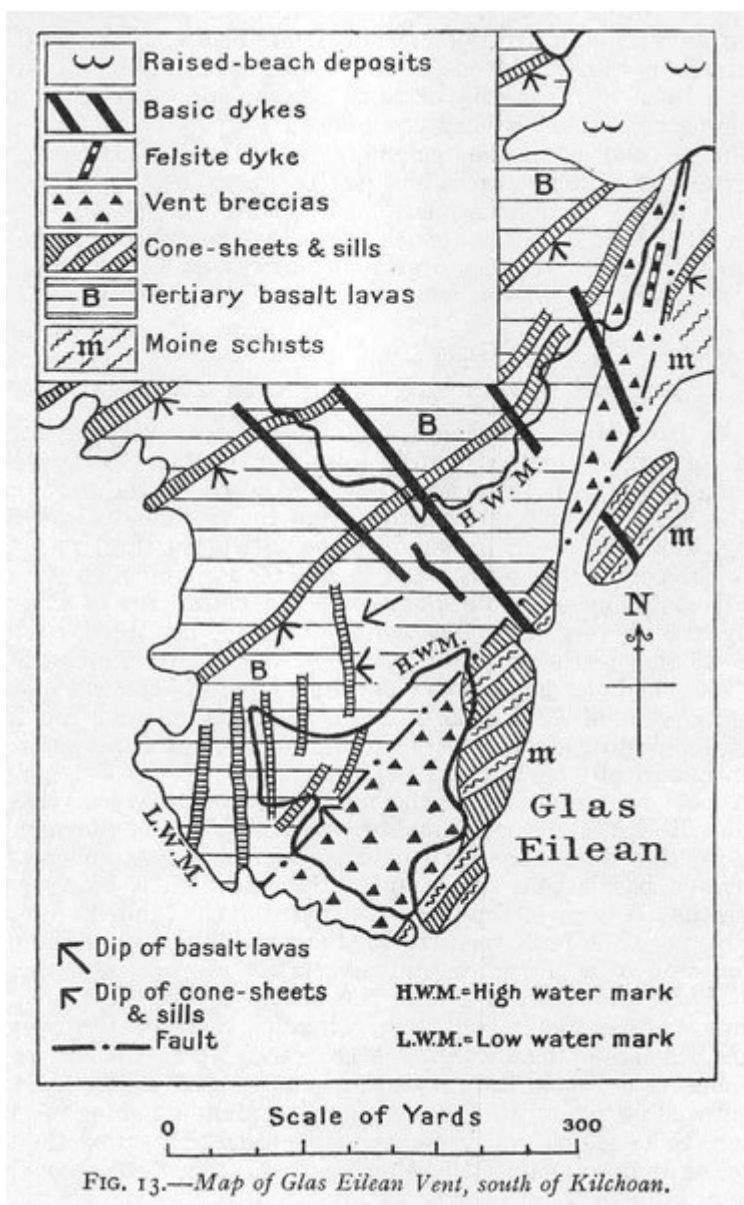 Raised-beach deposits
Basic dykes
Felsite dyke
Vent breccias
Cone-sheets & sills
B Tertiary basalt lavas
m Moine schists
B
m
B
H.W.M.
m
N
H.W.M.
B
m
Glas
Eilean
L.W.M.
Dip of basalt lavas
Dip of cone-sheets
& sills
Fault
H.W.M.=High water mark
L.W.M.=Low water mark
Scale of Yards
0 300
FIG. 13.—Map of Glas Eilean Vent, south of Kilchoan.